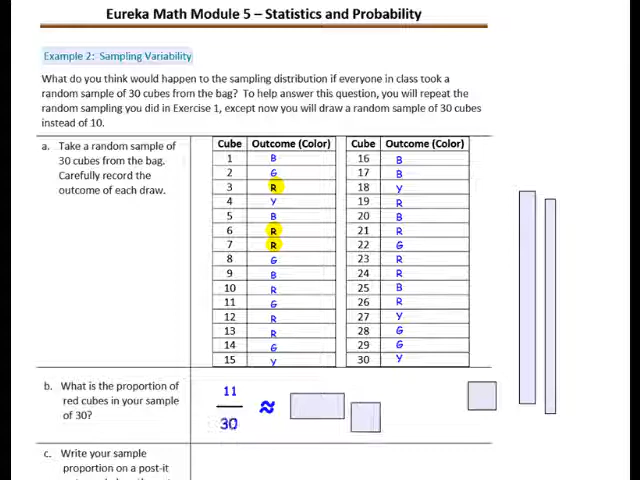 Eureka Math Module 5 – Statistics and Probability
Example 2: Sampling Variability
What do you think would happen to the sampling distribution if everyone in class took a
random sample of 30 cubes from the bag? To help answer this question, you will repeat the
random sampling you did in Exercise 1, except now you will draw a random sample of 30 cubes
instead of 10.
a. Take a random sample of
30 cubes from the bag.
Carefully record the
outcome of each draw.
Cube Outcome (Color) Cube Outcome (Color)
1 B 16 B
2 G 17 B
3 R 18 Y
4 Y 19 R
5 B 20 B
6 R 21 R
7 R 22 G
8 G 23 R
9 B 24 R
10 R 25 B
11 G 26 R
12 R 27 Y
13 R 28 G
14 G 29 G
15 Y 30 Y
b. What is the proportion of
red cubes in your sample
of 30?
11
≈
30
c. Write your sample
proportion on a post-it